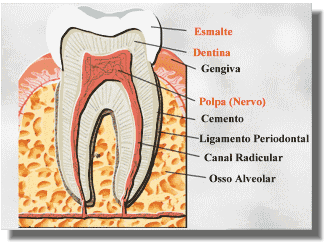 Esmalte
Dentina
Gengiva
Polpa (Nervo)
Cemento
Ligamento Periodontal
Canal Radicular
Osso Alveolar